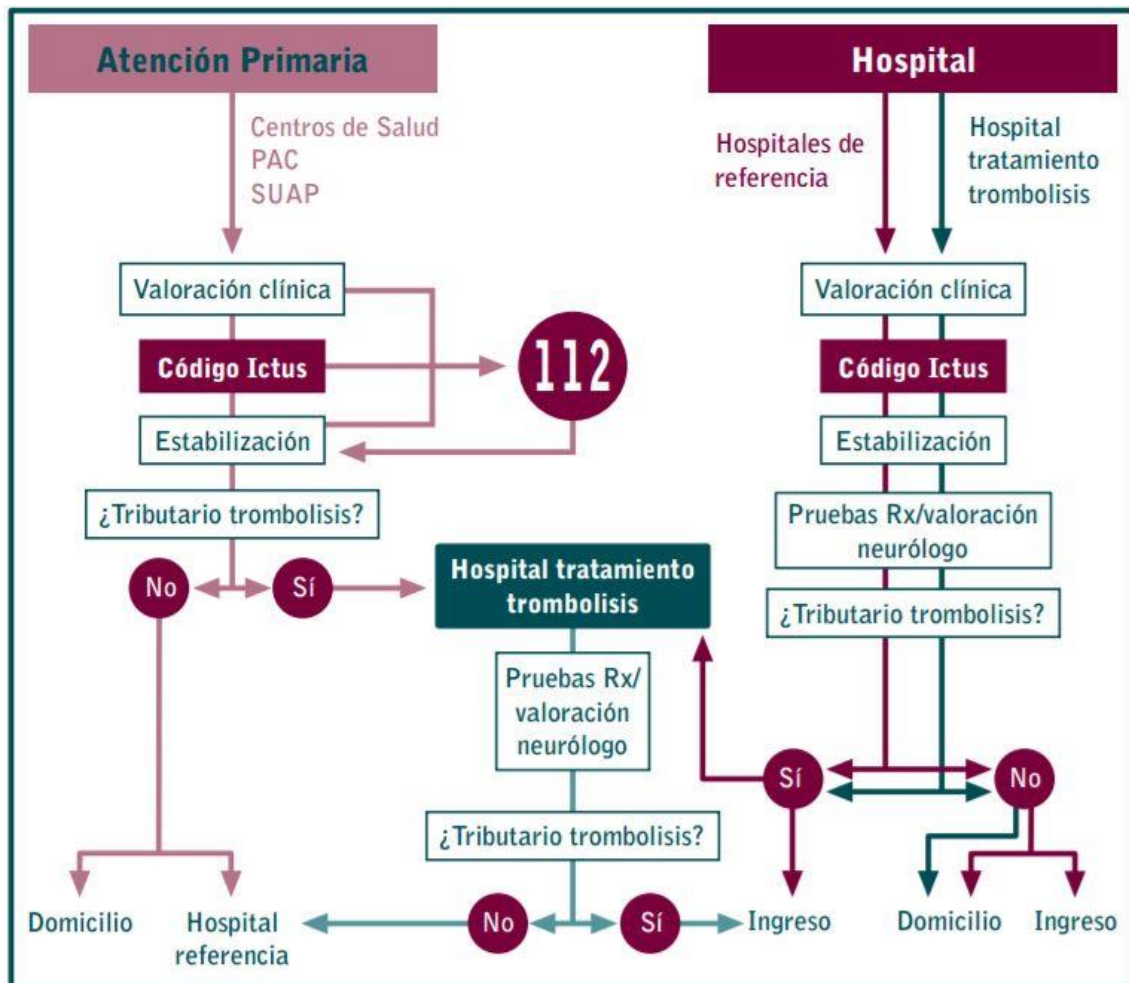 Atención Primaria
Centros de Salud
PAC
SUAP
Valoración clínica
Código Ictus
112
Estabilización
¿Tributario trombolisis?
No
Sí
Hospital tratamiento
trombolisis
Pruebas Rx/
valoración
neurólogo
¿Tributario trombolisis?
No
Sí
Domicilio
Hospital
referencia
Ingreso
Hospital
Hospitales de
referencia
Hospital
tratamiento
trombolisis
Valoración clínica
Código Ictus
Estabilización
Pruebas Rx/valoración
neurólogo
¿Tributario trombolisis?
Sí
No
Domicilio
Ingreso